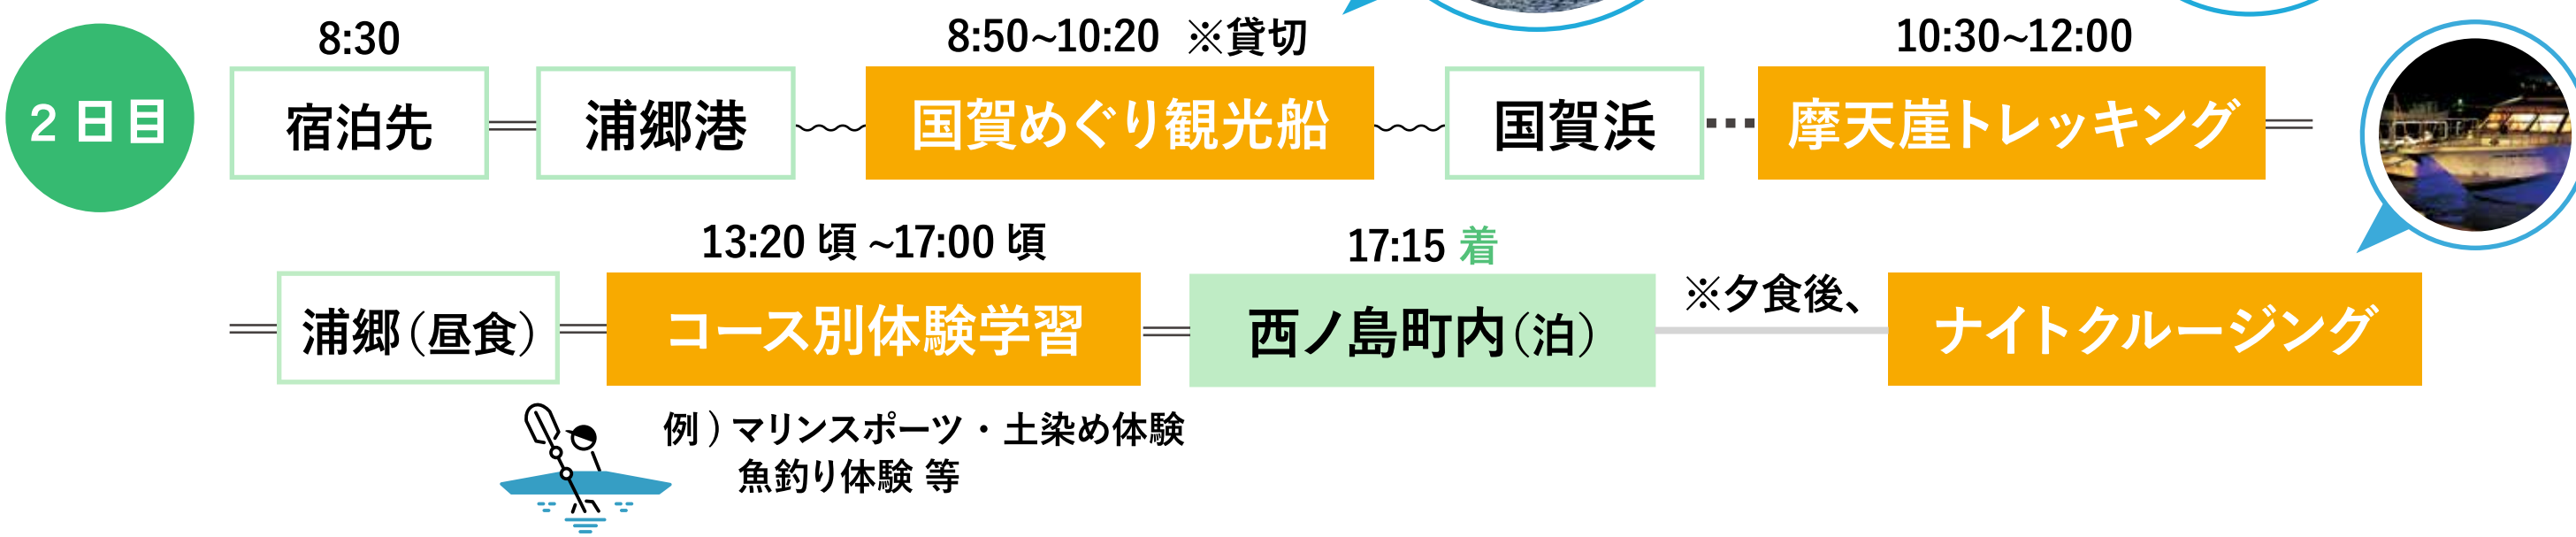 2日目
8:30
8:50~10:20 ※貸切
10:30~12:00
宿泊先
浦郷港
国賀めぐり観光船
国賀浜
摩天崖トレッキング
13:20 頃 ~17:00 頃
17:15 着
浦郷（昼食）
コース別体験学習
西ノ島町内（泊）
※夕食後、
ナイトクルージング
例）マリンスポーツ・土染め体験
魚釣り体験 等